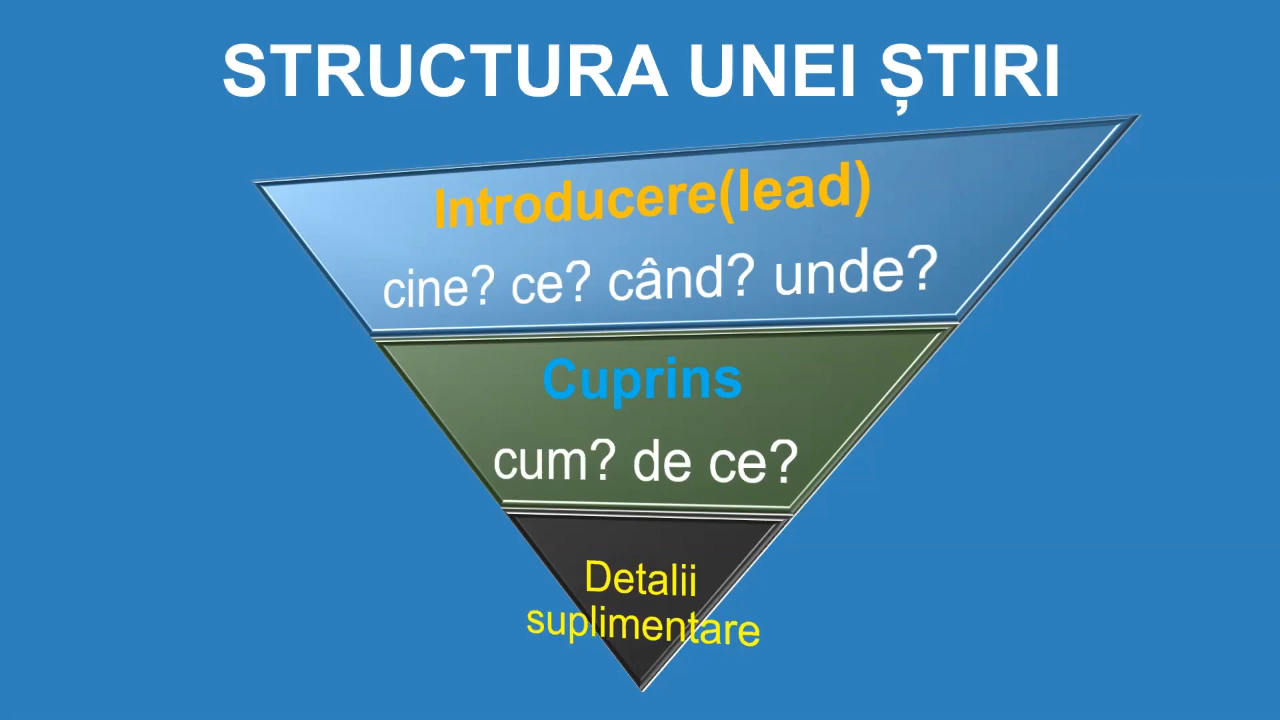 STRUCTURA UNEI ȘTIRI
Introducere(lead)
cine? ce? când? unde?
Cuprins
cum? de ce?
Detalii
suplimentare